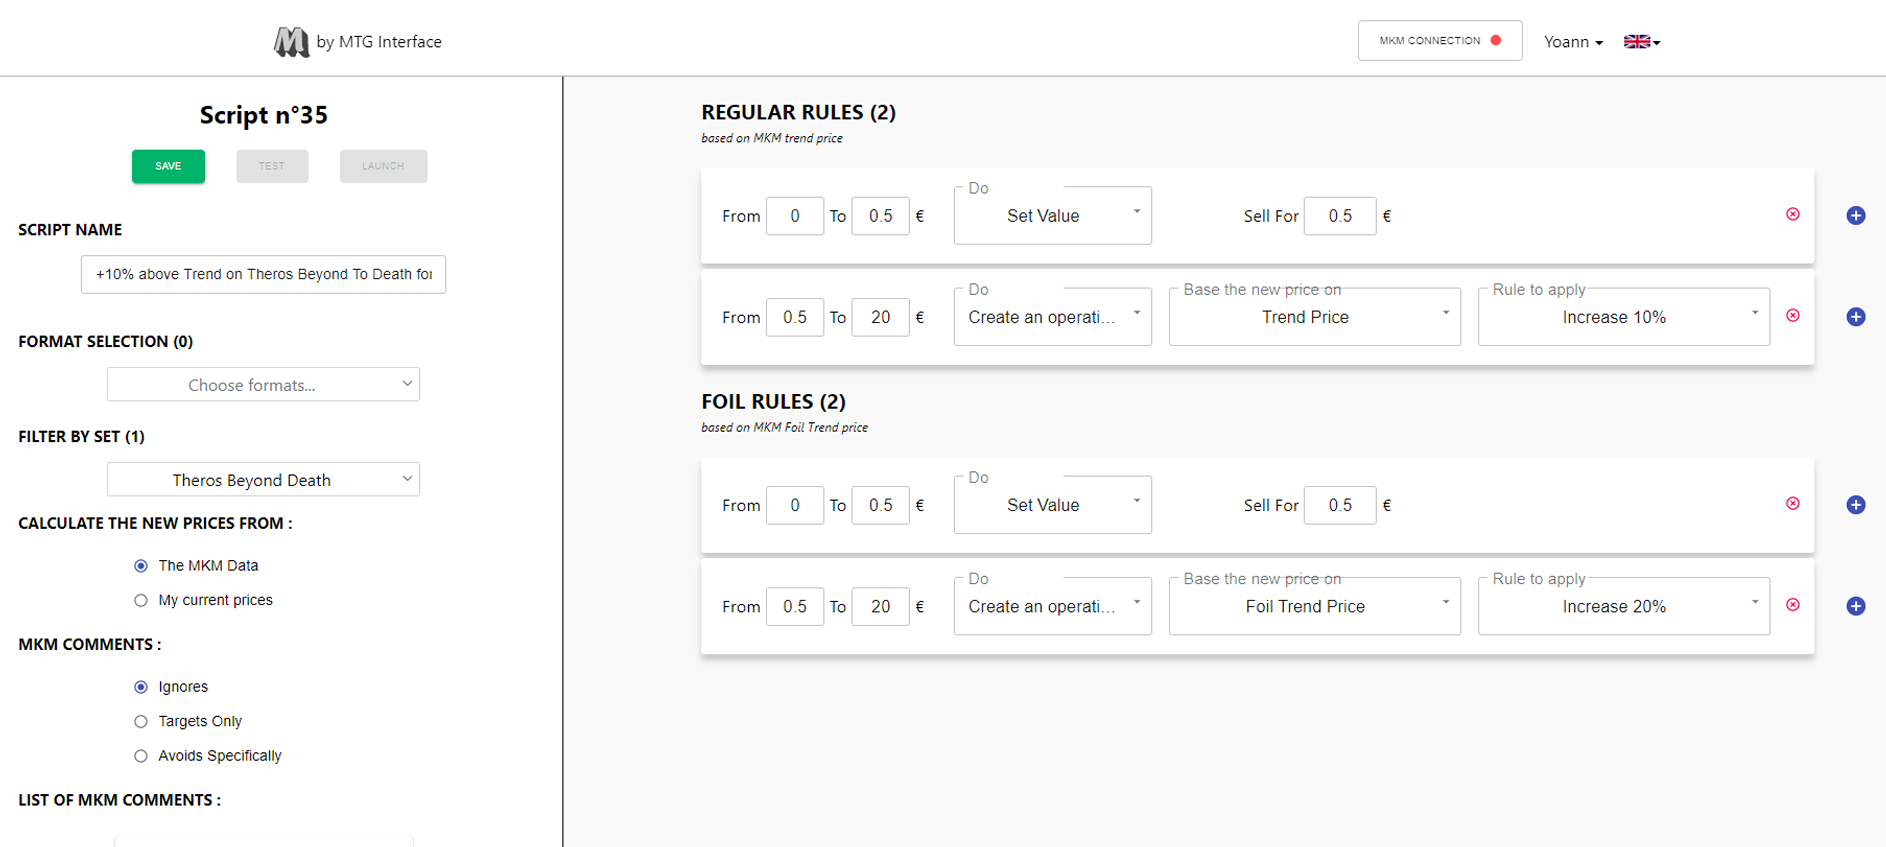 M by MTG Interface
MKM CONNECTION
Yoann
Script n°35
SAVE
TEST
LAUNCH
SCRIPT NAME
+10% above Trend on Theros Beyond To Death for
FORMAT SELECTION (0)
Choose formats...
FILTER BY SET (1)
Theros Beyond Death
CALCULATE THE NEW PRICES FROM :
The MKM Data
My current prices
MKM COMMENTS :
Ignores
Targets Only
Avoids Specifically
LIST OF MKM COMMENTS :
REGULAR RULES (2)
based on MKM trend price
Do
From 0 To 0.5 € Set Value Sell For 0.5 €
Do Base the new price on Rule to apply
From 0.5 To 20 € Create an operati... Trend Price Increase 10%
FOIL RULES (2)
based on MKM Foil Trend price
Do
From 0 To 0.5 € Set Value Sell For 0.5 €
Do Base the new price on Rule to apply
From 0.5 To 20 € Create an operati... Foil Trend Price Increase 20%